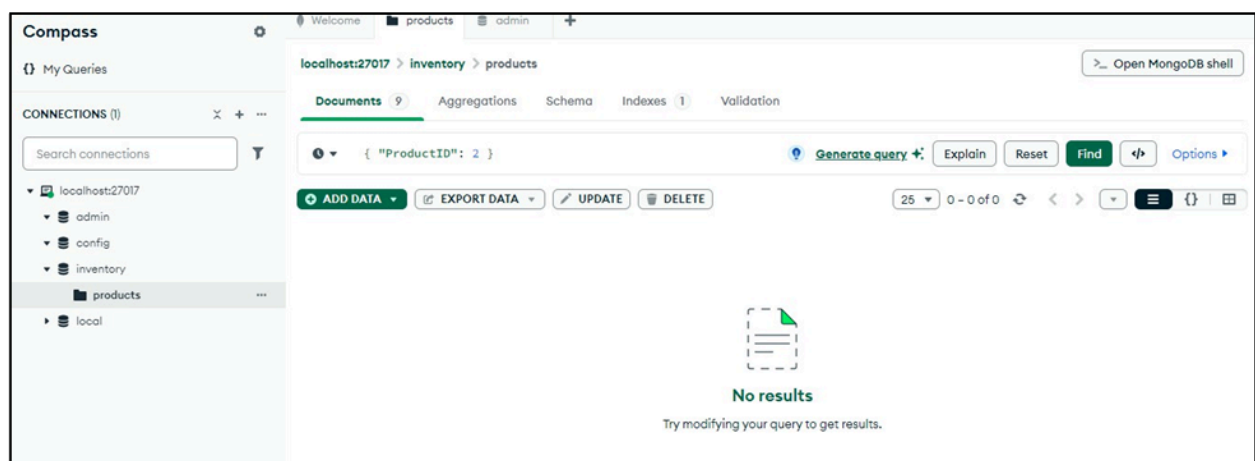 Compass
{} My Queries
CONNECTIONS (1)
Search connections
localhost:27017
admin
config
inventory
products
local
Welcome products admin +
localhost:27017 > inventory > products
>_ Open MongoDB shell
Documents 9 Aggregations Schema Indexes 1 Validation
{ "ProductID": 2 }
Generate query Explain Reset Find </> Options
ADD DATA EXPORT DATA UPDATE DELETE
25 0 – 0 of 0 {}
No results
Try modifying your query to get results.